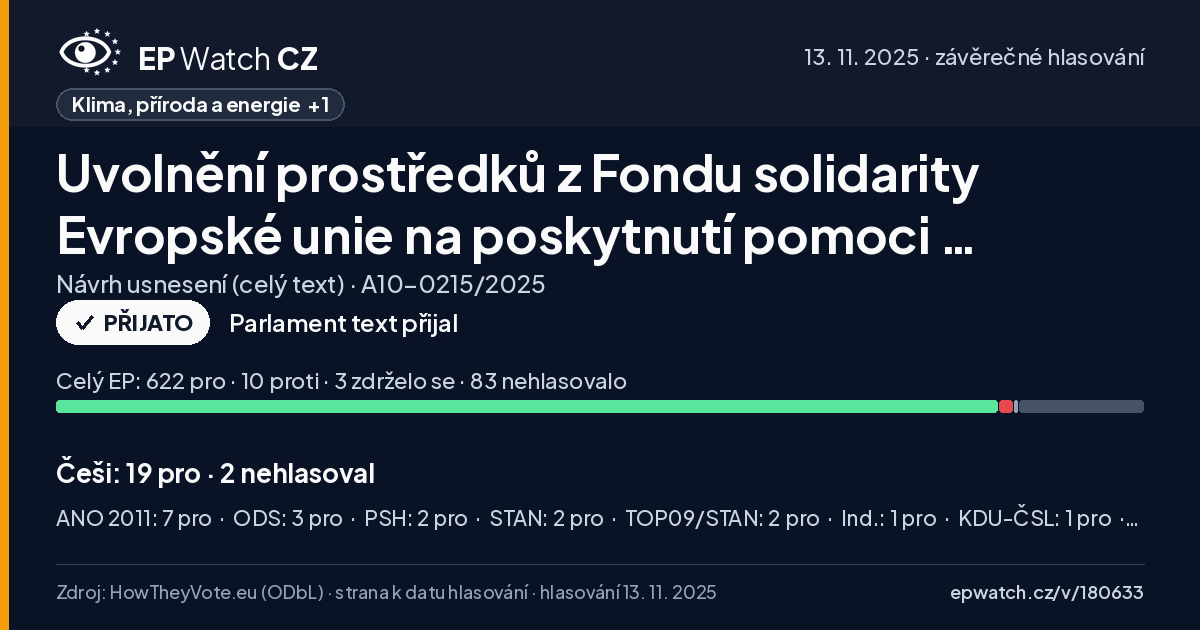 EP Watch CZ
13. 11. 2025 · závěrečné hlasování
Klima, příroda a energie +1
Uvolnění prostředků z Fondu solidarity
Evropské unie na poskytnutí pomoci …
Návrh usnesení (celý text) · A10-0215/2025
✓ PŘIJATO Parlament text přijal
Celý EP: 622 pro · 10 proti · 3 zdrželo se · 83 nehlasovalo
Češi: 19 pro · 2 nehlasoval
ANO 2011: 7 pro · ODS: 3 pro · PSH: 2 pro · STAN: 2 pro · TOP09/STAN: 2 pro · Ind.: 1 pro · KDU-ČSL: 1 pro ·…
Zdroj: HowTheyVote.eu (ODbL) · strana k datu hlasování · hlasování 13. 11. 2025
epwatch.cz/v/180633